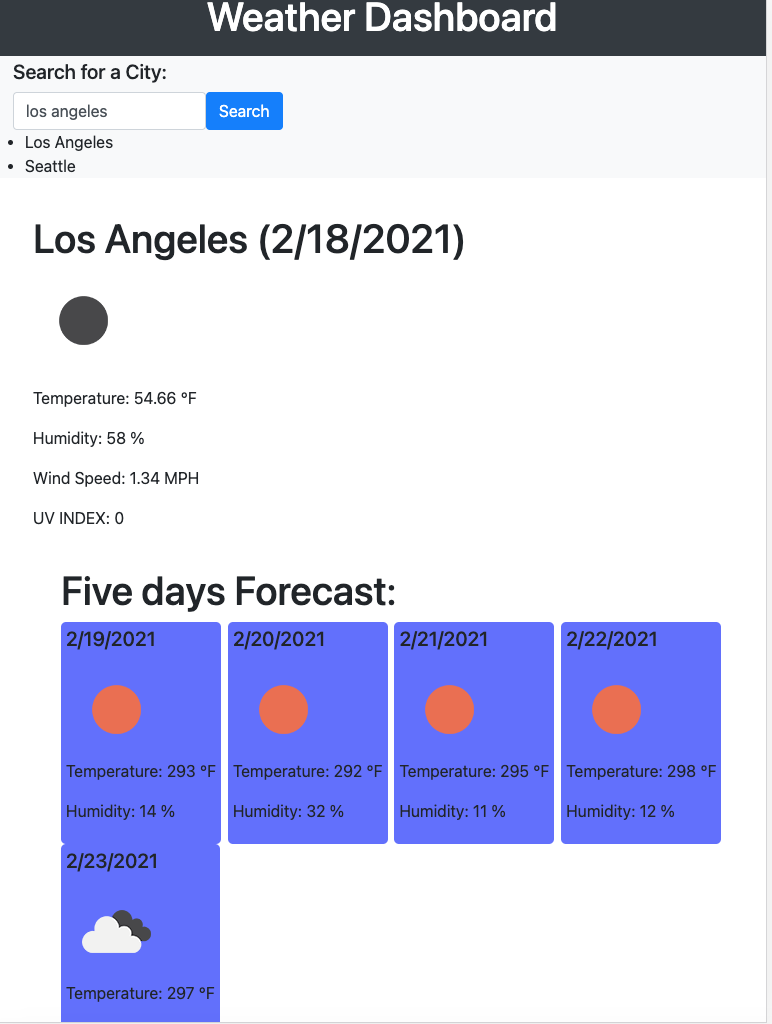 Weather Dashboard
Search for a City:
los angeles
Search
Los Angeles
Seattle
Los Angeles (2/18/2021)
Temperature: 54.66 °F
Humidity: 58 %
Wind Speed: 1.34 MPH
UV INDEX: 0
Five days Forecast:
2/19/2021
Temperature: 293 °F
Humidity: 14 %
2/20/2021
Temperature: 292 °F
Humidity: 32 %
2/21/2021
Temperature: 295 °F
Humidity: 11 %
2/22/2021
Temperature: 298 °F
Humidity: 12 %
2/23/2021
Temperature: 297 °F